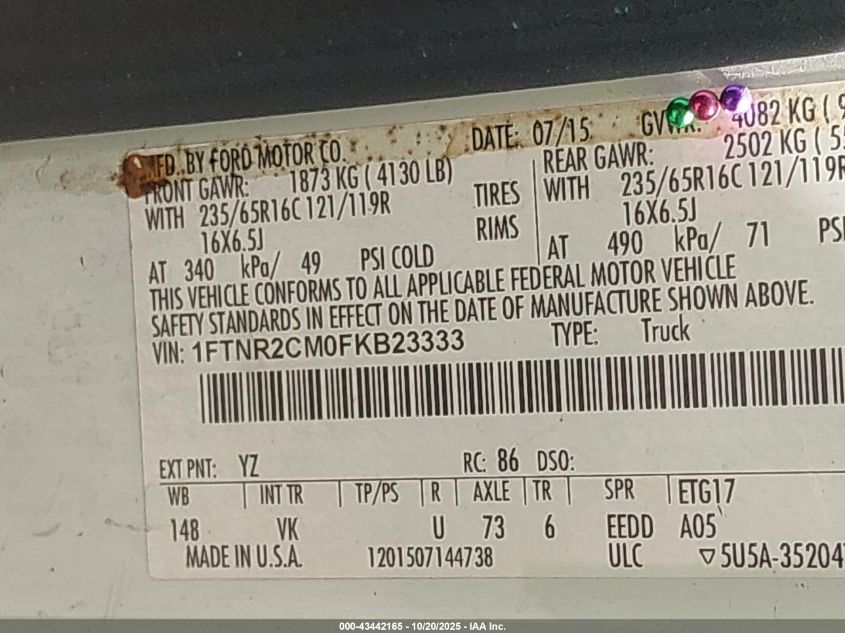 MFD. BY FORD MOTOR CO. DATE: 07/15 GVWR: 4082 KG ( 9
FRONT GAWR: 1873 KG ( 4130 LB) REAR GAWR: 2502 KG ( 55
WITH 235/65R16C 121/119R TIRES WITH 235/65R16C 121/119R
16X6.5J RIMS 16X6.5J
AT 340 kPa/ 49 PSI COLD AT 490 kPa/ 71 PSI
THIS VEHICLE CONFORMS TO ALL APPLICABLE FEDERAL MOTOR VEHICLE
SAFETY STANDARDS IN EFFECT ON THE DATE OF MANUFACTURE SHOWN ABOVE.
VIN: 1FTNR2CM0FKB23333 TYPE: Truck
EXT PNT: YZ RC: 86 DSO:
WB INT TR TP/PS R AXLE TR SPR ETG17
148 VK U 73 6 EEDD A05
MADE IN U.S.A. 1201507144738 ULC ▽5U5A-35204
000-43442165 - 10/20/2025 - IAA Inc.